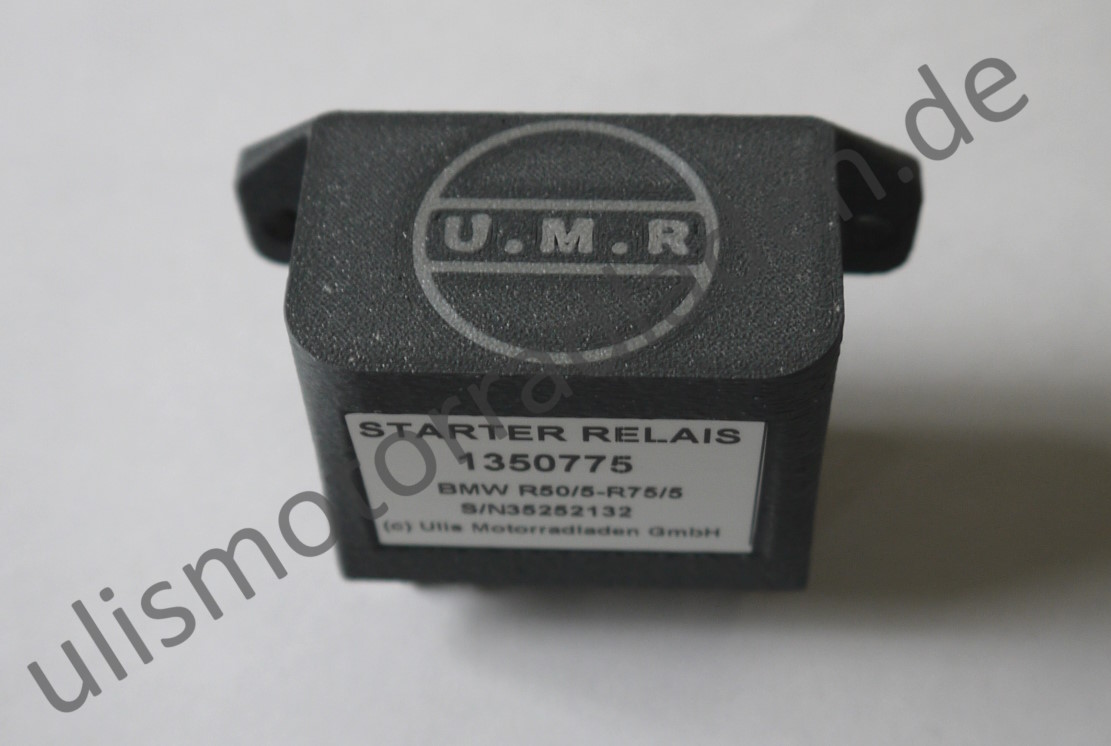 U.M.R
STARTER RELAIS
1350775
BMW R50/5-R75/5
S/N35252132
(c) Ulis Motorradladen GmbH
ulismotorradladen.de